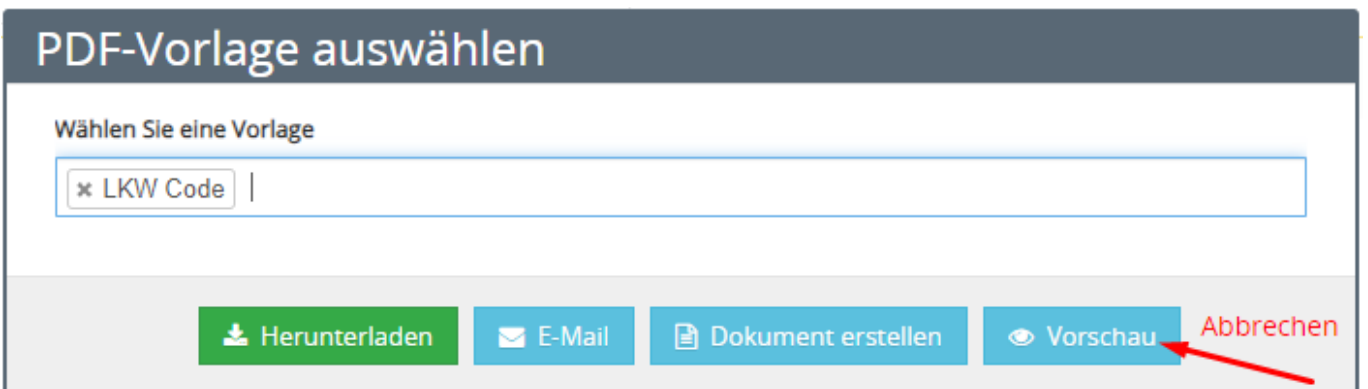 PDF-Vorlage auswählen
Wählen Sie eine Vorlage
× LKW Code
Herunterladen E-Mail Dokument erstellen Vorschau Abbrechen